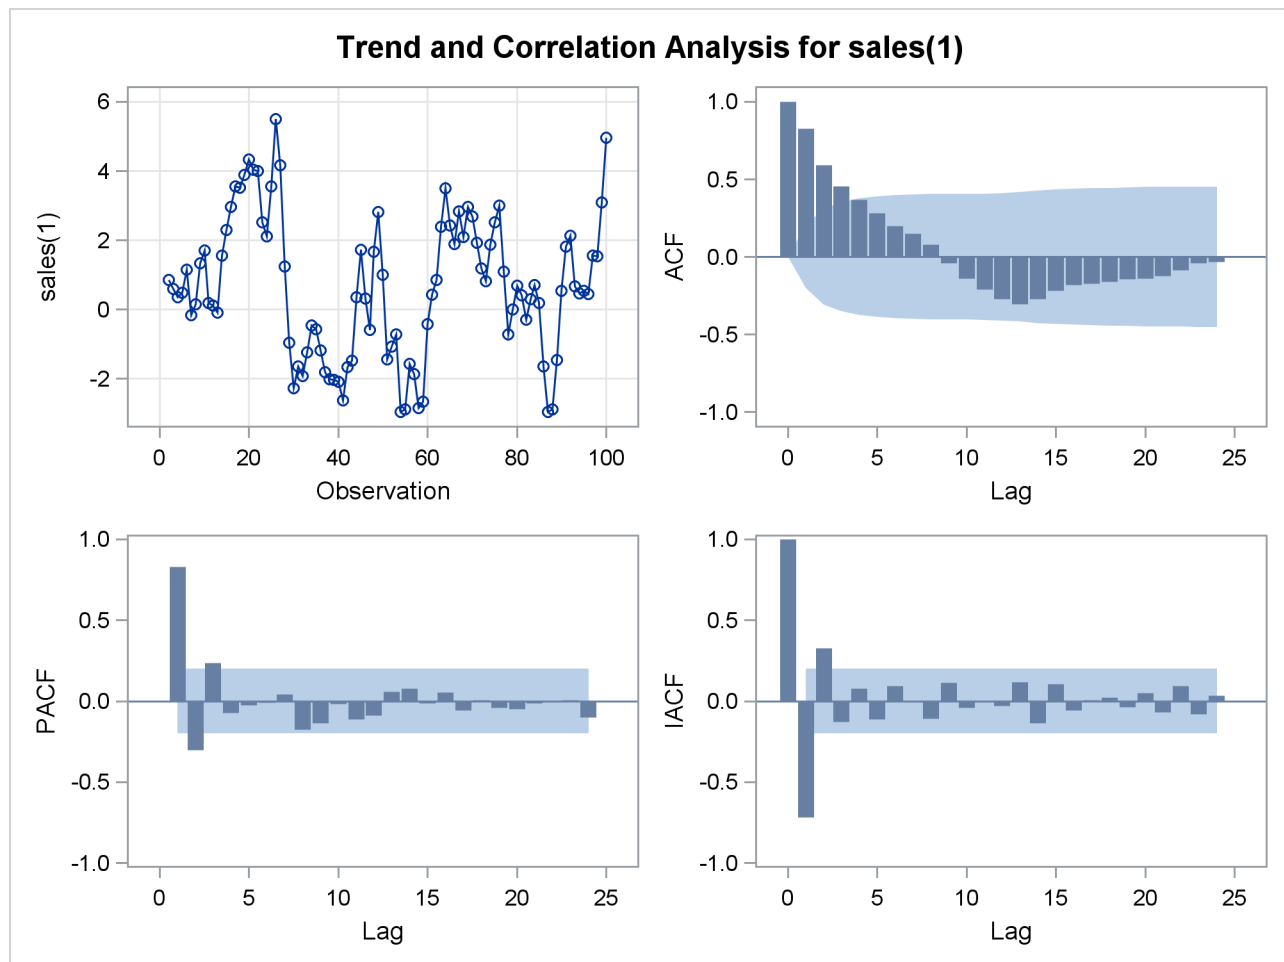 Trend and Correlation Analysis for sales(1)
6
4
2
0
-2
sales(1)
0 20 40 60 80 100
Observation
1.0
0.5
0.0
-0.5
-1.0
ACF
0 5 10 15 20 25
Lag
1.0
0.5
0.0
-0.5
-1.0
PACF
0 5 10 15 20 25
Lag
1.0
0.5
0.0
-0.5
-1.0
IACF
0 5 10 15 20 25
Lag